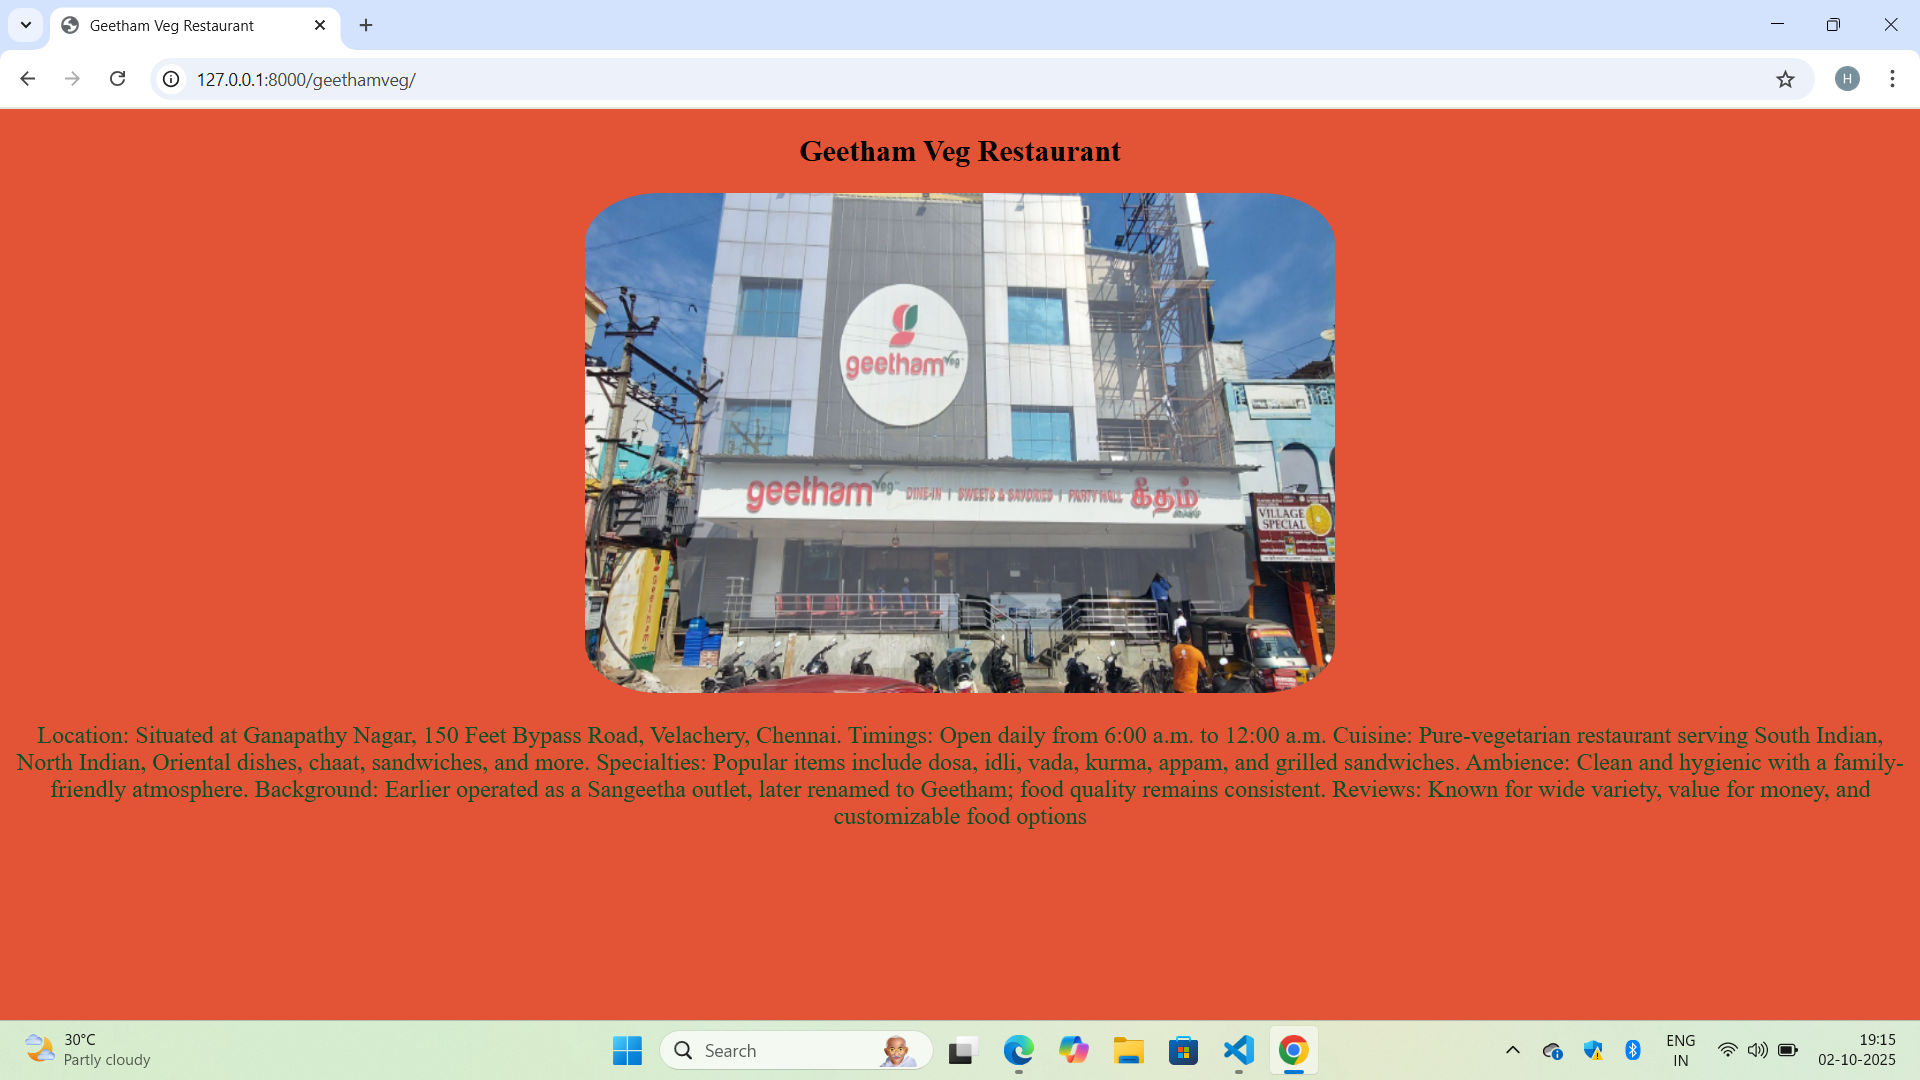 Geetham Veg Restaurant
127.0.0.1:8000/geethamveg/
H
Geetham Veg Restaurant
geetham Veg
geetham Veg DINE-IN | SWEETS & SAVORIES | PARTY HALL கீதம்
VILLAGE
SPECIAL
geetham
Location: Situated at Ganapathy Nagar, 150 Feet Bypass Road, Velachery, Chennai. Timings: Open daily from 6:00 a.m. to 12:00 a.m. Cuisine: Pure-vegetarian restaurant serving South Indian,
North Indian, Oriental dishes, chaat, sandwiches, and more. Specialties: Popular items include dosa, idli, vada, kurma, appam, and grilled sandwiches. Ambience: Clean and hygienic with a family-
friendly atmosphere. Background: Earlier operated as a Sangeetha outlet, later renamed to Geetham; food quality remains consistent. Reviews: Known for wide variety, value for money, and
customizable food options
30°C
Partly cloudy
Search
ENG
IN
19:15
02-10-2025